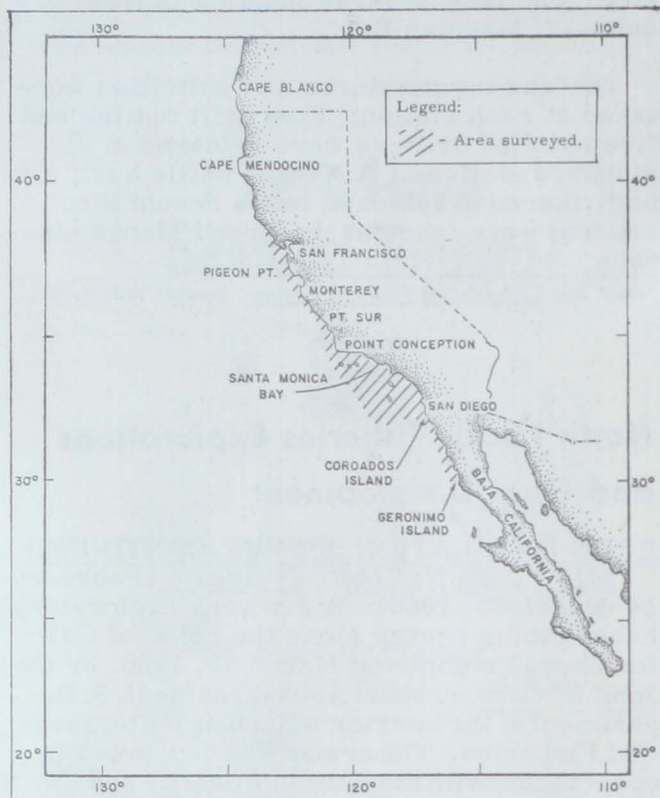 130°
120°
110°
CAPE BLANCO
Legend:
Area surveyed.
CAPE MENDOCINO
40°
40°
SAN FRANCISCO
PIGEON PT.
MONTEREY
PT. SUR
POINT CONCEPTION
SANTA MONICA
BAY
SAN DIEGO
COROADOS
ISLAND
30°
30°
GERONIMO
ISLAND
BAJA CALIFORNIA
20°
20°
130°
120°
110°